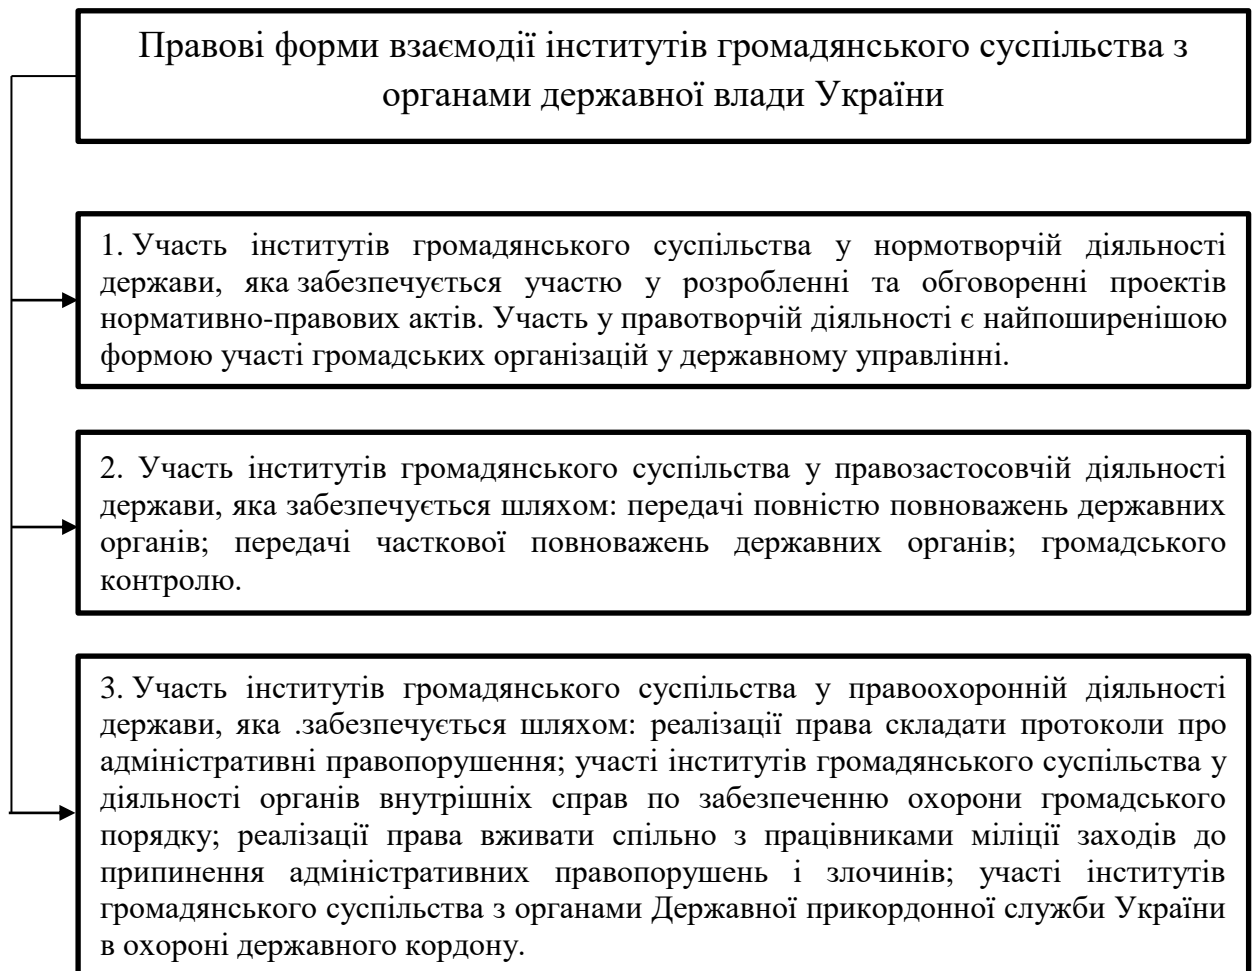 Правові форми взаємодії інститутів громадянського суспільства з
органами державної влади України
1. Участь інститутів громадянського суспільства у нормотворчій діяльності
держави, яка забезпечується участю у розробленні та обговоренні проектів
нормативно-правових актів. Участь у правотворчій діяльності є найпоширенішою
формою участі громадських організацій у державному управлінні.
2. Участь інститутів громадянського суспільства у правозастосовчій діяльності
держави, яка забезпечується шляхом: передачі повністю повноважень державних
органів; передачі часткової повноважень державних органів; громадського
контролю.
3. Участь інститутів громадянського суспільства у правоохоронній діяльності
держави, яка .забезпечується шляхом: реалізації права складати протоколи про
адміністративні правопорушення; участі інститутів громадянського суспільства у
діяльності органів внутрішніх справ по забезпеченню охорони громадського
порядку; реалізації права вживати спільно з працівниками міліції заходів до
припинення адміністративних правопорушень і злочинів; участі інститутів
громадянського суспільства з органами Державної прикордонної служби України
в охороні державного кордону.